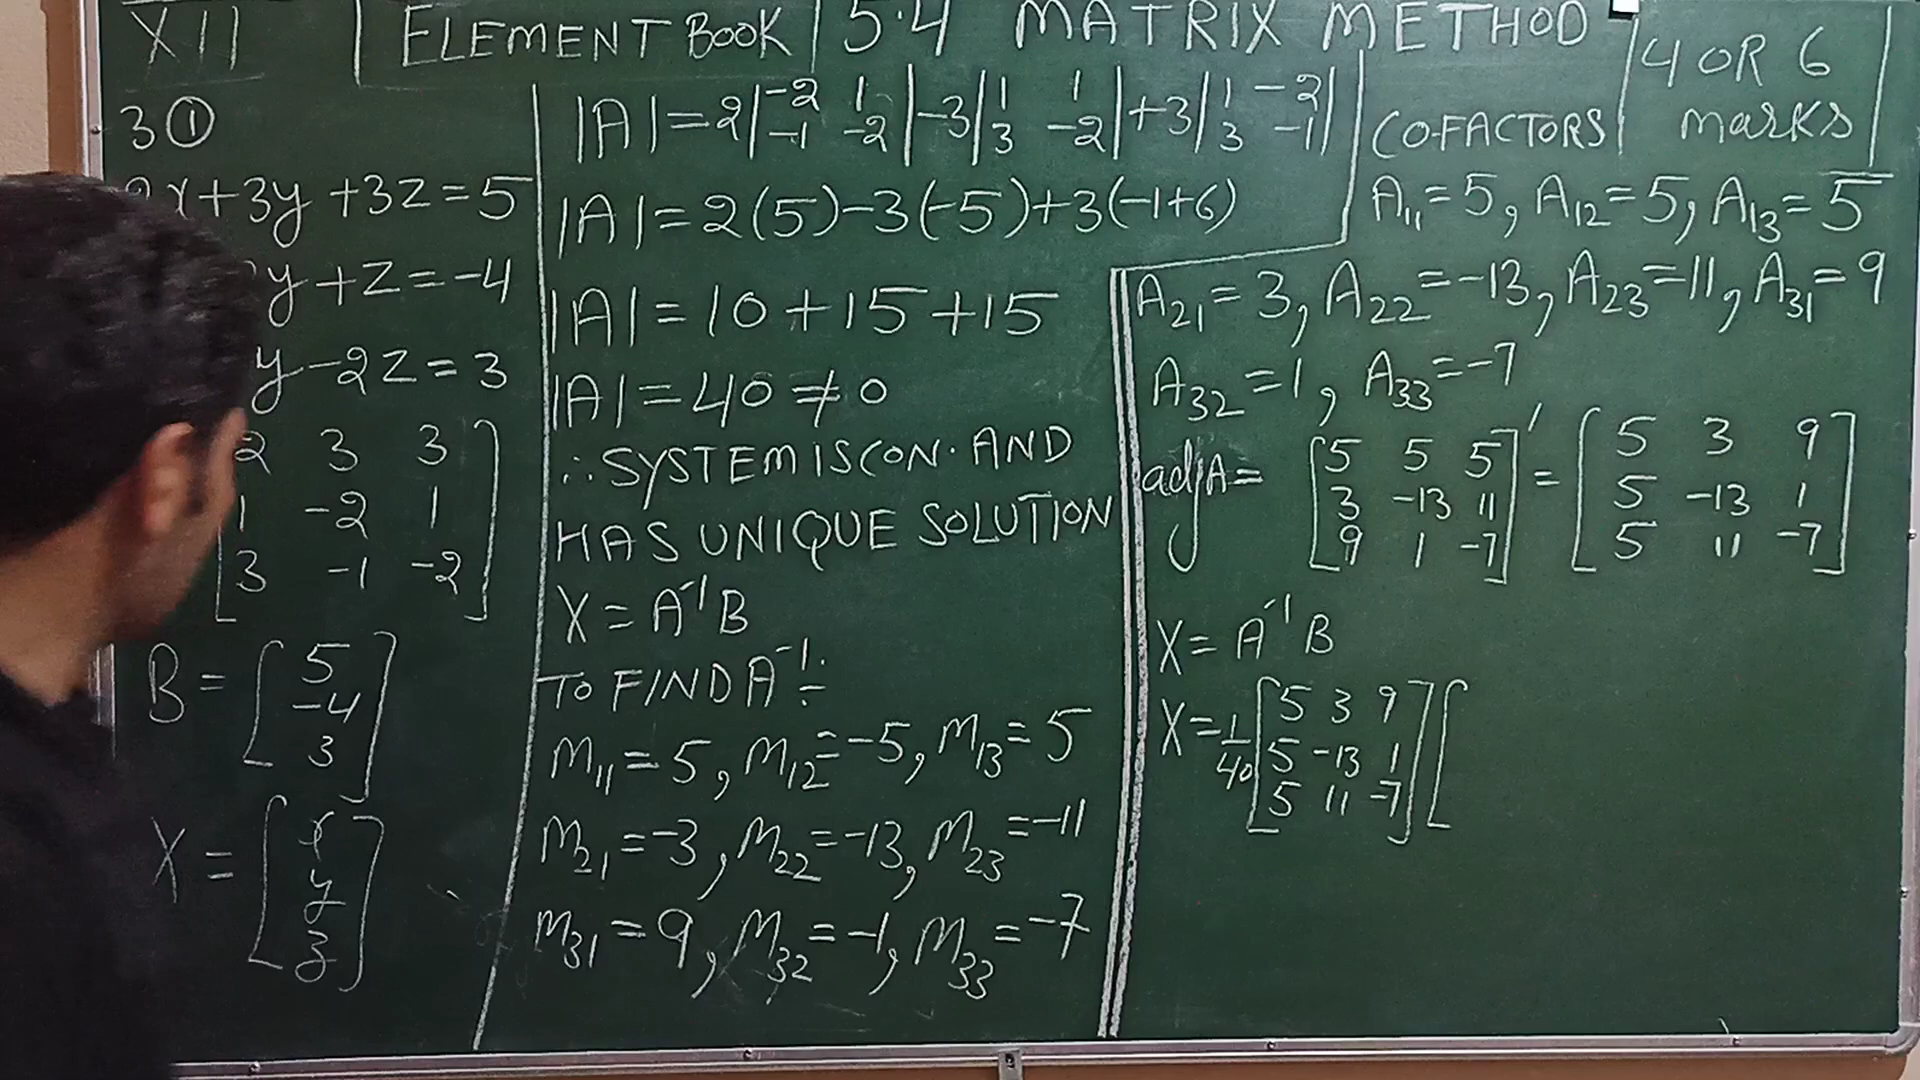 XII | ELEMENT BOOK | 5.4 MATRIX METHOD | 4 OR 6 marks
3 ①
x+3y+3z=5
y+z=-4
y-2z=3
2 3 3
1 -2 1
3 -1 -2
B = [5
-4
3]
X = [x
y
z]
|A|=2|-2 1| -3|1 1| +3|1 -2|
|-1 -2| |3 -2| |3 -1|
|A|=2(5)-3(-5)+3(-1+6)
|A|=10+15+15
|A|=40≠0
∴ SYSTEM IS CON. AND
HAS UNIQUE SOLUTION
X = A⁻¹B
TO FIND A⁻¹:-
M₁₁=5, M₁₂=-5, M₁₃=5
M₂₁=-3, M₂₂=-13, M₂₃=-11
M₃₁=9, M₃₂=-1, M₃₃=-7
COFACTORS
A₁₁=5, A₁₂=5, A₁₃=5
A₂₁=3, A₂₂=-13, A₂₃=11, A₃₁=9
A₃₂=1, A₃₃=-7
adjA= [5 5 5]′ = [5 3 9]
[3 -13 11] [5 -13 1]
[9 1 -7] [5 11 -7]
X = A⁻¹B
X = 1/40 [5 3 9] [
[5 -13 1]
[5 11 -7]